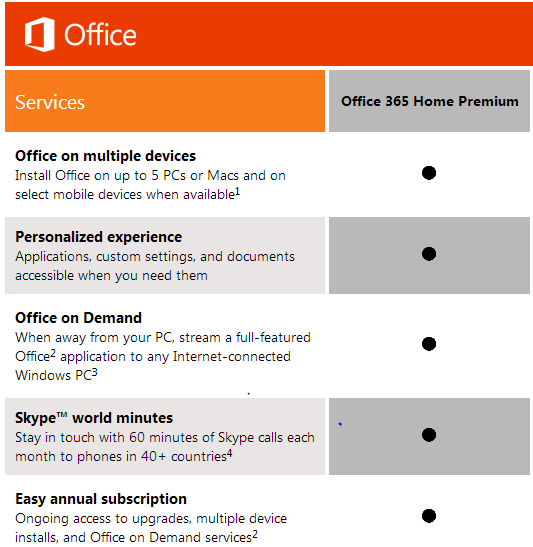 Office
Services
Office 365 Home Premium
Office on multiple devices
Install Office on up to 5 PCs or Macs and on
select mobile devices when available1
Personalized experience
Applications, custom settings, and documents
accessible when you need them
Office on Demand
When away from your PC, stream a full-featured
Office2 application to any Internet-connected
Windows PC3
Skype™ world minutes
Stay in touch with 60 minutes of Skype calls each
month to phones in 40+ countries4
Easy annual subscription
Ongoing access to upgrades, multiple device
installs, and Office on Demand services2